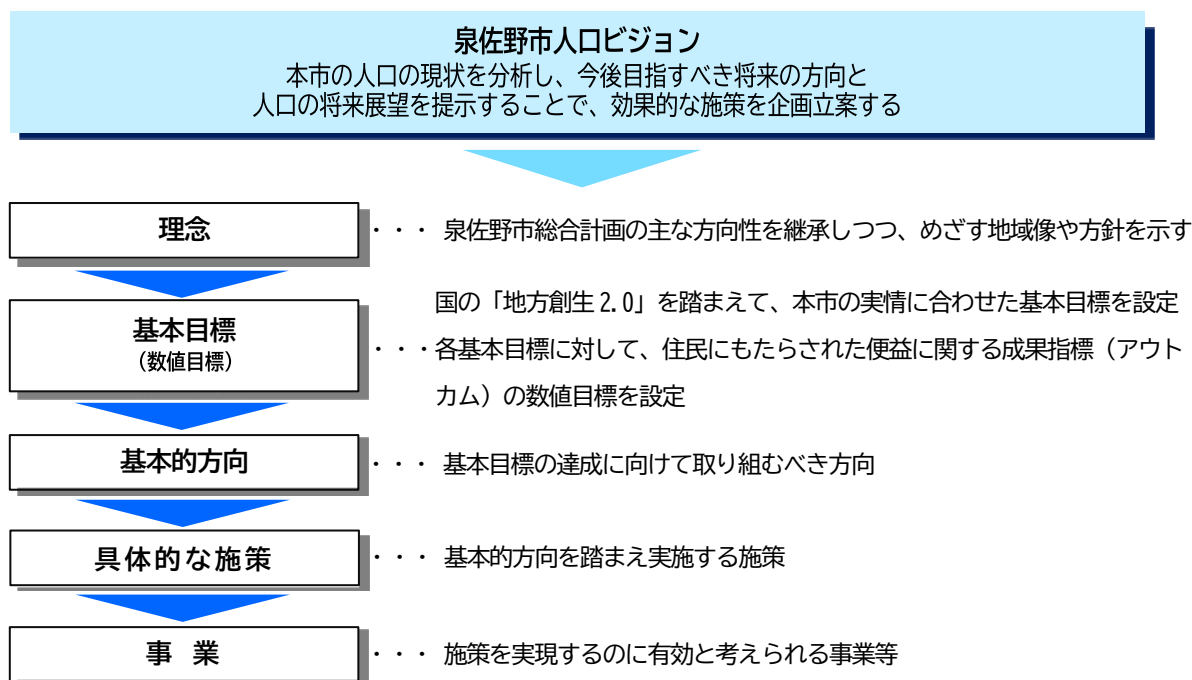 泉佐野市人口ビジョン
本市の人口の現状を分析し、今後目指すべき将来の方向と
人口の将来展望を提示することで、効果的な施策を企画立案する
理念
・・・ 泉佐野市総合計画の主な方向性を継承しつつ、めざす地域像や方針を示す
基本目標
（数値目標）
国の「地方創生 2.0」を踏まえて、本市の実情に合わせた基本目標を設定
・・・各基本目標に対して、住民にもたらされた便益に関する成果指標（アウト
カム）の数値目標を設定
基本的方向
・・・ 基本目標の達成に向けて取り組むべき方向
具体的な施策
・・・ 基本的方向を踏まえ実施する施策
事 業
・・・ 施策を実現するのに有効と考えられる事業等